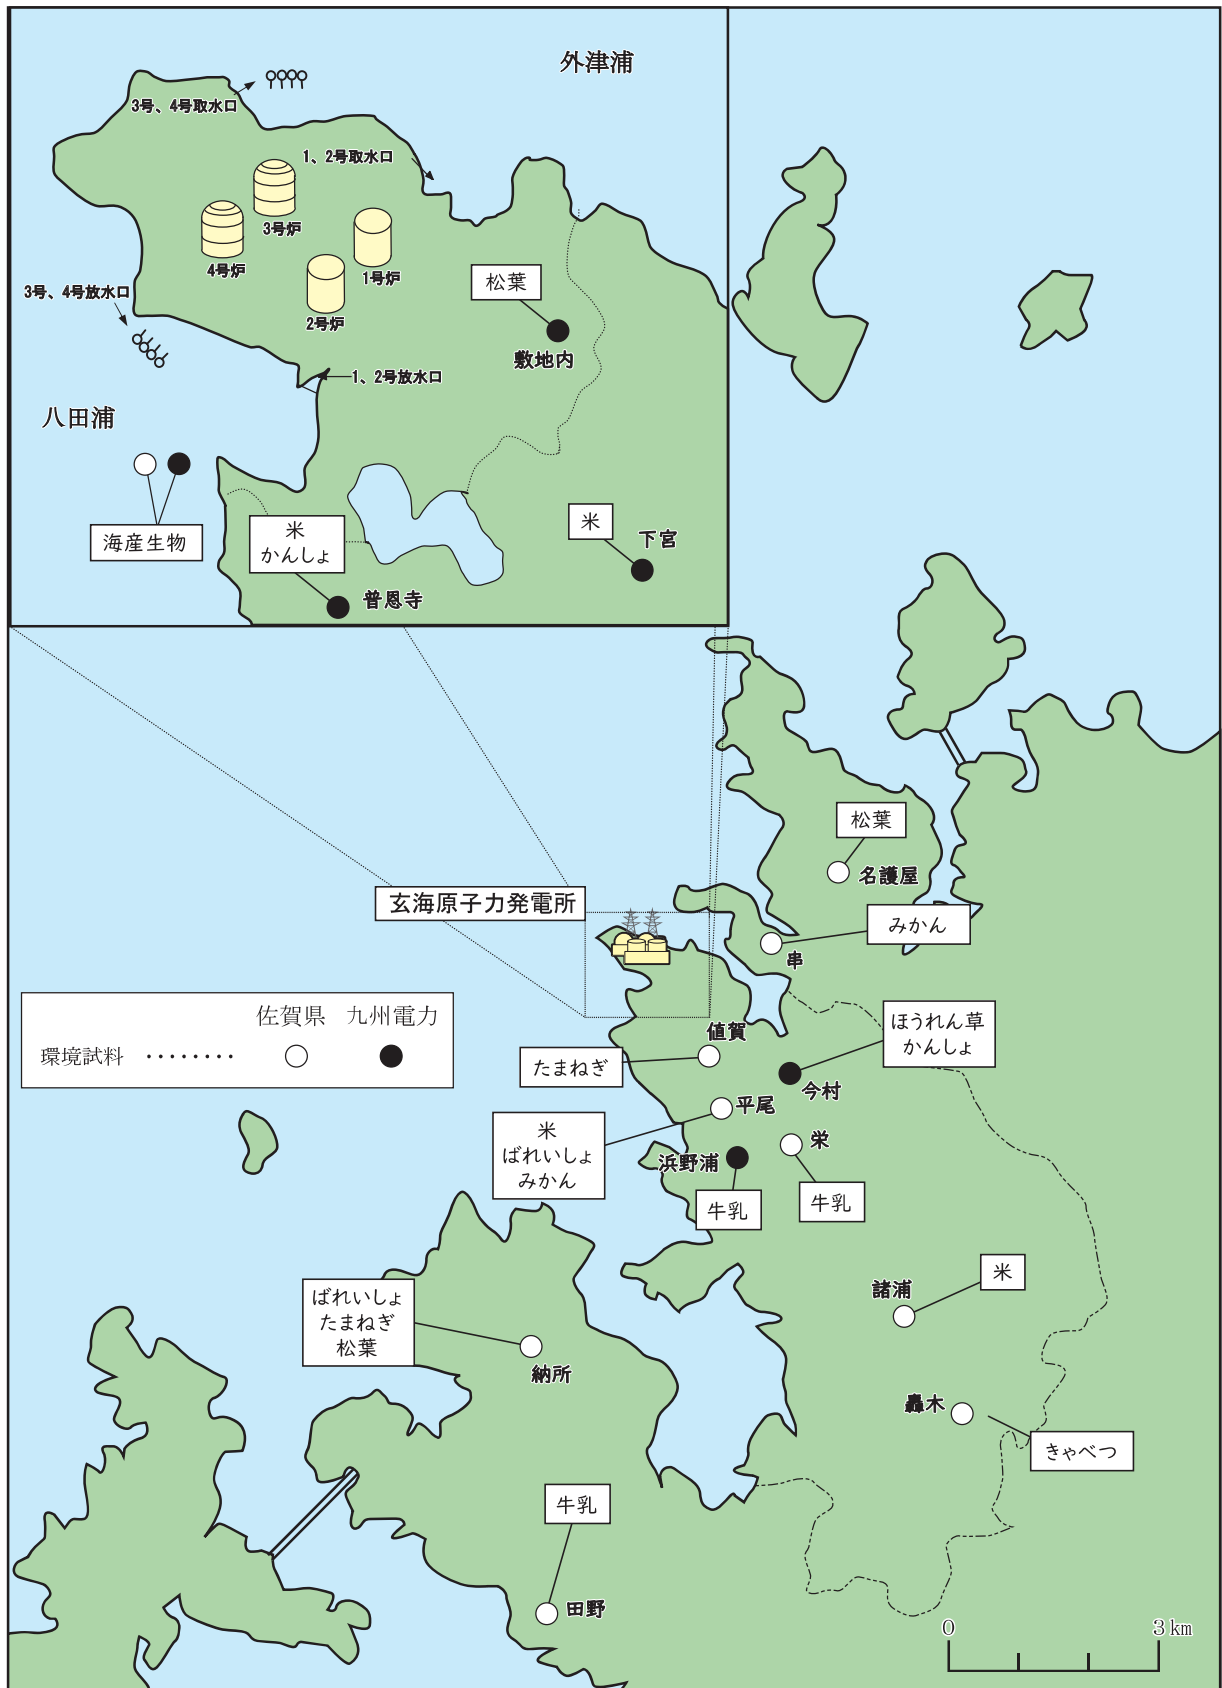 外津浦
3号、4号取水口
1、2号取水口
3号炉
4号炉
1号炉
2号炉
3号、4号放水口
松葉
敷地内
1、2号放水口
八田浦
海産生物
米
かんしょ
普恩寺
米
下宮
松葉
名護屋
玄海原子力発電所
みかん
串
佐賀県 九州電力
環境試料 ・・・・・・・・
ほうれん草
かんしょ
値賀
たまねぎ
今村
平尾
米
ばれいしょ
みかん
栄
浜野浦
牛乳
牛乳
米
諸浦
ばれいしょ
たまねぎ
松葉
納所
轟木
きゃべつ
牛乳
田野
0 3km